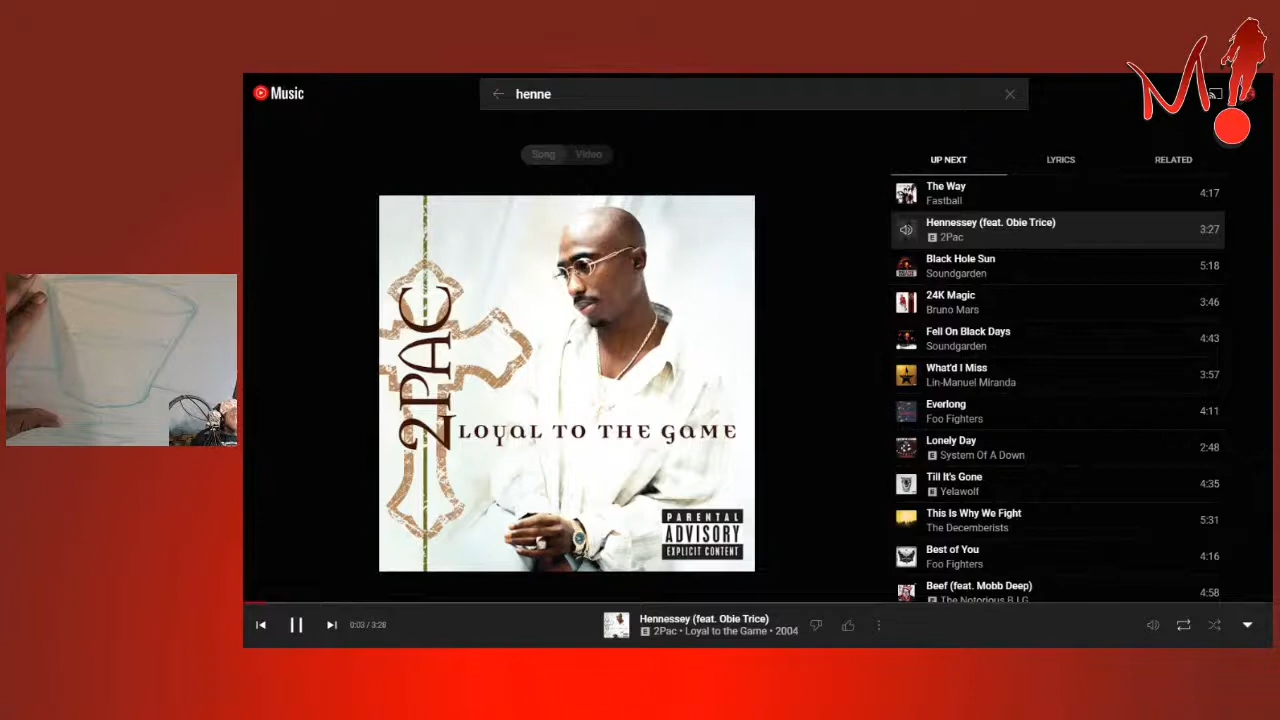 M!
Music
henne
Song Video
2PAC
LOYAL TO THE GAME
PARENTAL
ADVISORY
EXPLICIT CONTENT
UP NEXT LYRICS RELATED
The Way
Fastball
4:17
Hennessey (feat. Obie Trice)
E 2Pac
3:27
Black Hole Sun
Soundgarden
5:18
24K Magic
Bruno Mars
3:46
Fell On Black Days
Soundgarden
4:43
What'd I Miss
Lin-Manuel Miranda
3:57
Everlong
Foo Fighters
4:11
Lonely Day
E System Of A Down
2:48
Till It's Gone
E Yelawolf
4:35
This Is Why We Fight
The Decemberists
5:31
Best of You
Foo Fighters
4:16
Beef (feat. Mobb Deep)
E The Notorious B.I.G.
4:58
0:03 / 3:28
Hennessey (feat. Obie Trice)
E 2Pac • Loyal to the Game • 2004